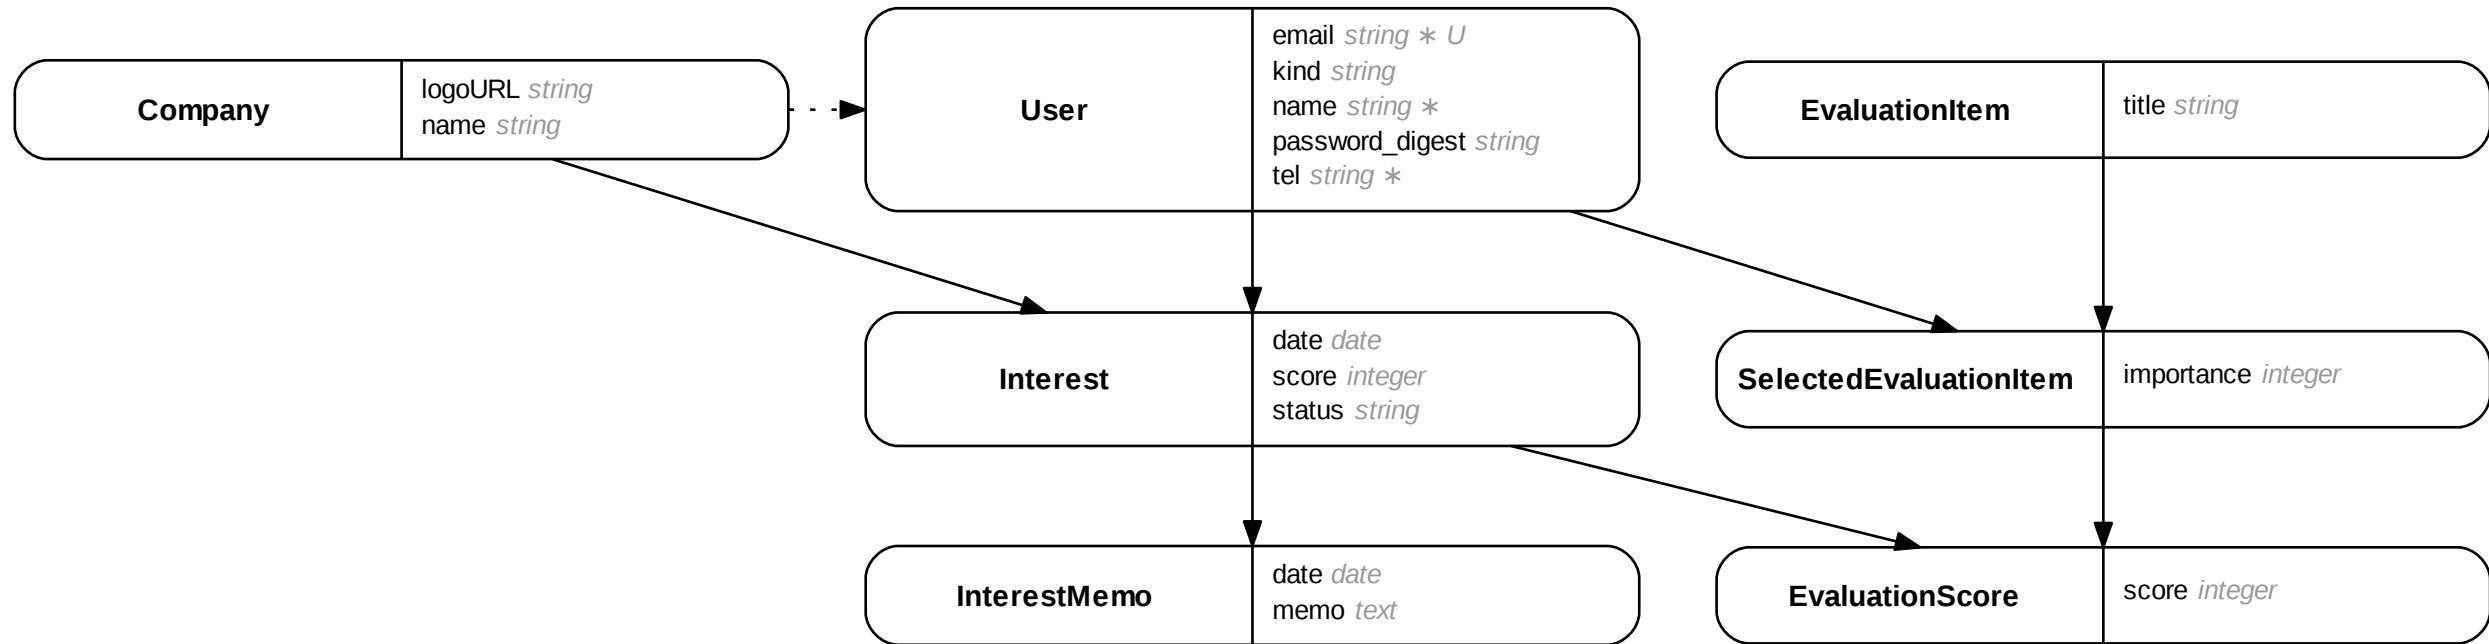 Company
logoURL string
name string
User
email string ∗ U
kind string
name string ∗
password_digest string
tel string ∗
EvaluationItem
title string
Interest
date date
score integer
status string
SelectedEvaluationItem
importance integer
InterestMemo
date date
memo text
EvaluationScore
score integer